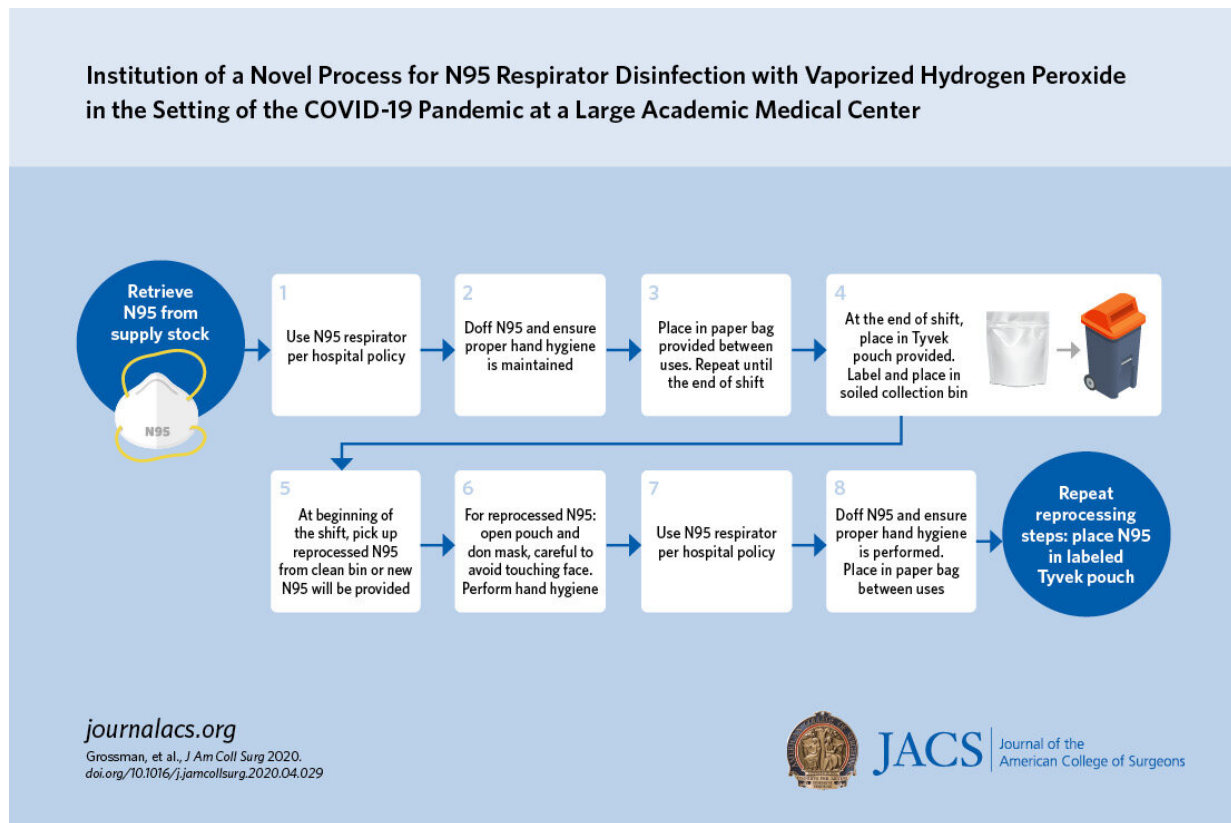 Institution of a Novel Process for N95 Respirator Disinfection with Vaporized Hydrogen Peroxide
in the Setting of the COVID-19 Pandemic at a Large Academic Medical Center
Retrieve
N95 from
supply stock
N95
1
Use N95 respirator
per hospital policy
2
Doff N95 and ensure
proper hand hygiene
is maintained
3
Place in paper bag
provided between
uses. Repeat until
the end of shift
4
At the end of shift,
place in Tyvek
pouch provided.
Label and place in
soiled collection bin
5
At beginning of
the shift, pick up
reprocessed N95
from clean bin or new
N95 will be provided
6
For reprocessed N95:
open pouch and
don mask, careful to
avoid touching face.
Perform hand hygiene
7
Use N95 respirator
per hospital policy
8
Doff N95 and ensure
proper hand hygiene
is performed.
Place in paper bag
between uses
Repeat
reprocessing
steps: place N95
in labeled
Tyvek pouch
journalacs.org
Grossman, et al., J Am Coll Surg 2020.
doi.org/10.1016/j.jamcollsurg.2020.04.029
JACS
Journal of the
American College of Surgeons